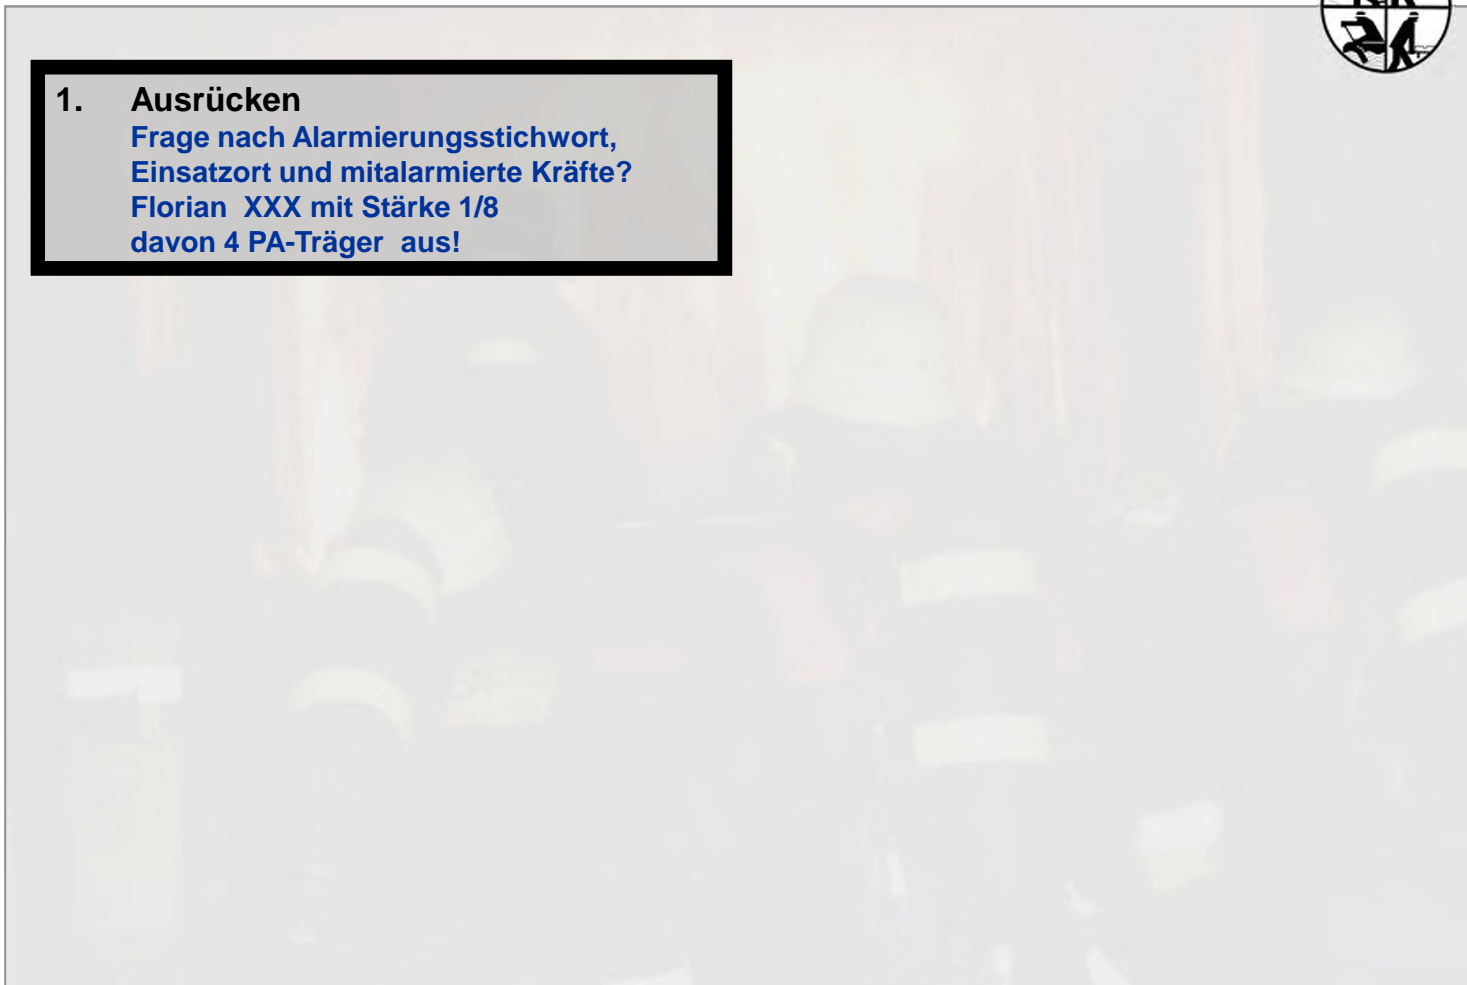 1. Ausrücken
Frage nach Alarmierungsstichwort,
Einsatzort und mitalarmierte Kräfte?
Florian XXX mit Stärke 1/8
davon 4 PA-Träger aus!